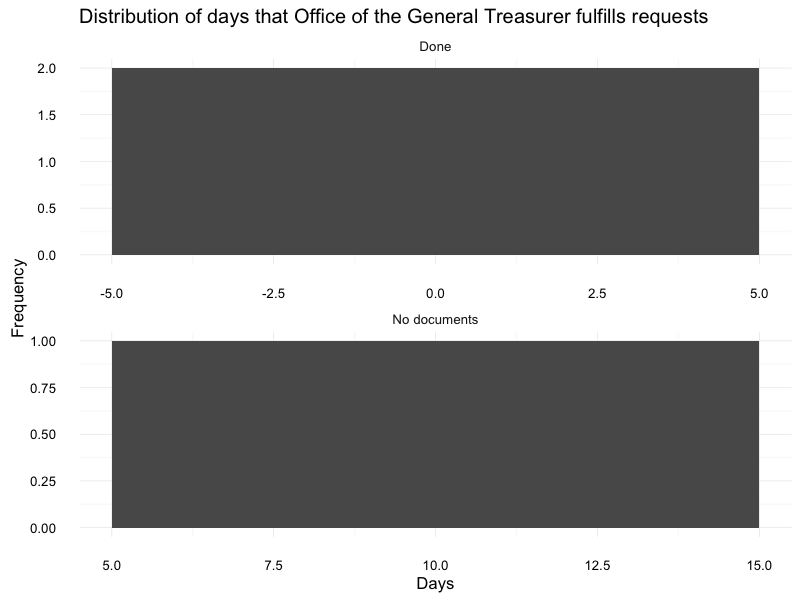 Distribution of days that Office of the General Treasurer fulfills requests
Done
2.0
1.5
1.0
0.5
0.0
-5.0 -2.5 0.0 2.5 5.0
Frequency
No documents
1.00
0.75
0.50
0.25
0.00
5.0 7.5 10.0 12.5 15.0
Days